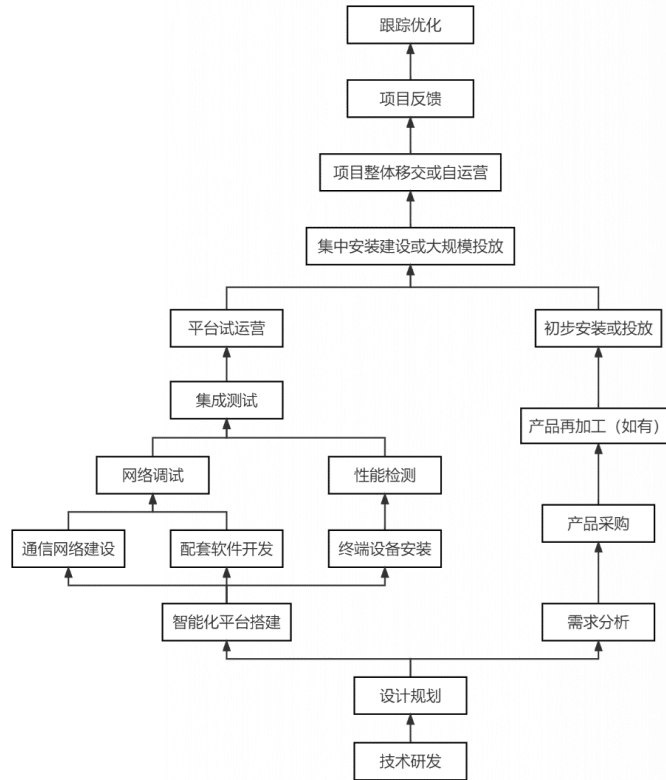 跟踪优化
项目反馈
项目整体移交或自运营
集中安装建设或大规模投放
平台试运营
初步安装或投放
集成测试
产品再加工（如有）
网络调试
性能检测
产品采购
通信网络建设
配套软件开发
终端设备安装
智能化平台搭建
需求分析
设计规划
技术研发